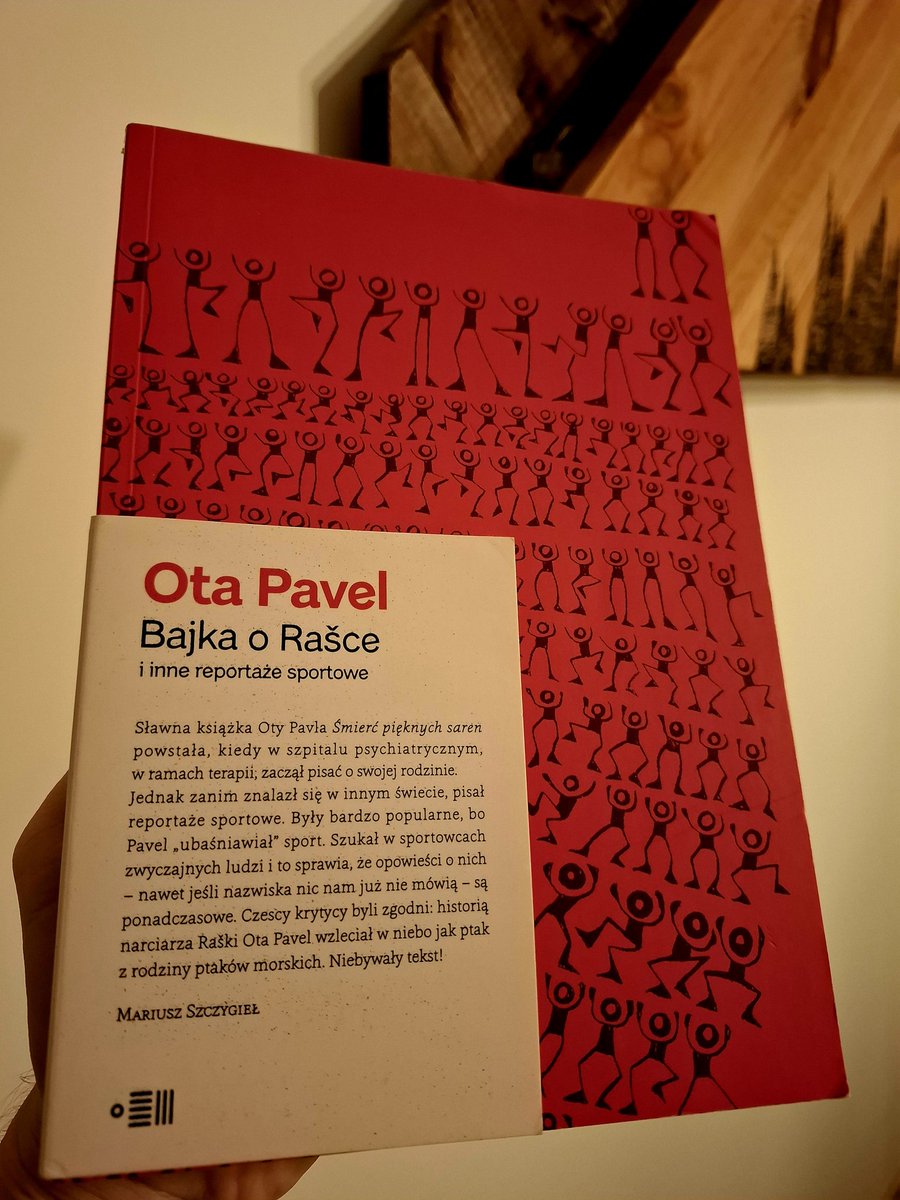 Ota Pavel
Bajka o Rašce
i inne reportaże sportowe
Sławna książka Oty Pavla Śmierć pięknych saren
powstała, kiedy w szpitalu psychiatrycznym,
w ramach terapii, zaczął pisać o swojej rodzinie.
Jednak zanim znalazł się w innym świecie, pisał
reportaże sportowe. Były bardzo popularne, bo
Pavel „ubaśniawiał” sport. Szukał w sportowcach
zwyczajnych ludzi i to sprawia, że opowieści o nich
– nawet jeśli nazwiska nic nam już nie mówią – są
ponadczasowe. Czescy krytycy byli zgodni: historią
narciarza Raški Ota Pavel wzleciał w niebo jak ptak
z rodziny ptaków morskich. Niebywały tekst!
Mariusz Szczygieł